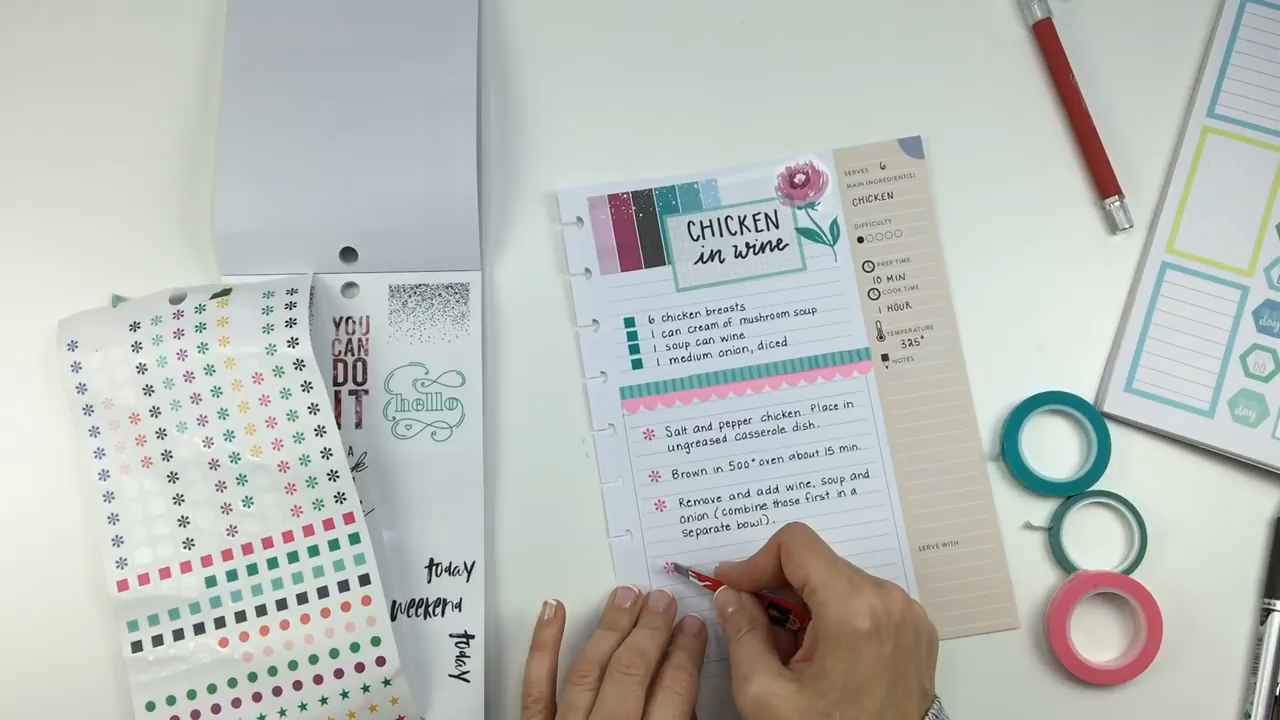 YOU
CAN
DO
IT
hello
today
weekend
today
CHICKEN
in wine
6 chicken breasts
1 can cream of mushroom soup
1 soup can wine
1 medium onion, diced
Salt and pepper chicken. Place in
ungreased casserole dish.
Brown in 500° oven about 15 min.
Remove and add wine, soup and
onion (combine those first in a
separate bowl).
SERVES 6
MAIN INGREDIENT(S)
CHICKEN
DIFFICULTY
PREP TIME
10 MIN
COOK TIME
1 HOUR
TEMPERATURE
325°
NOTES
SERVE WITH
day
DO
day